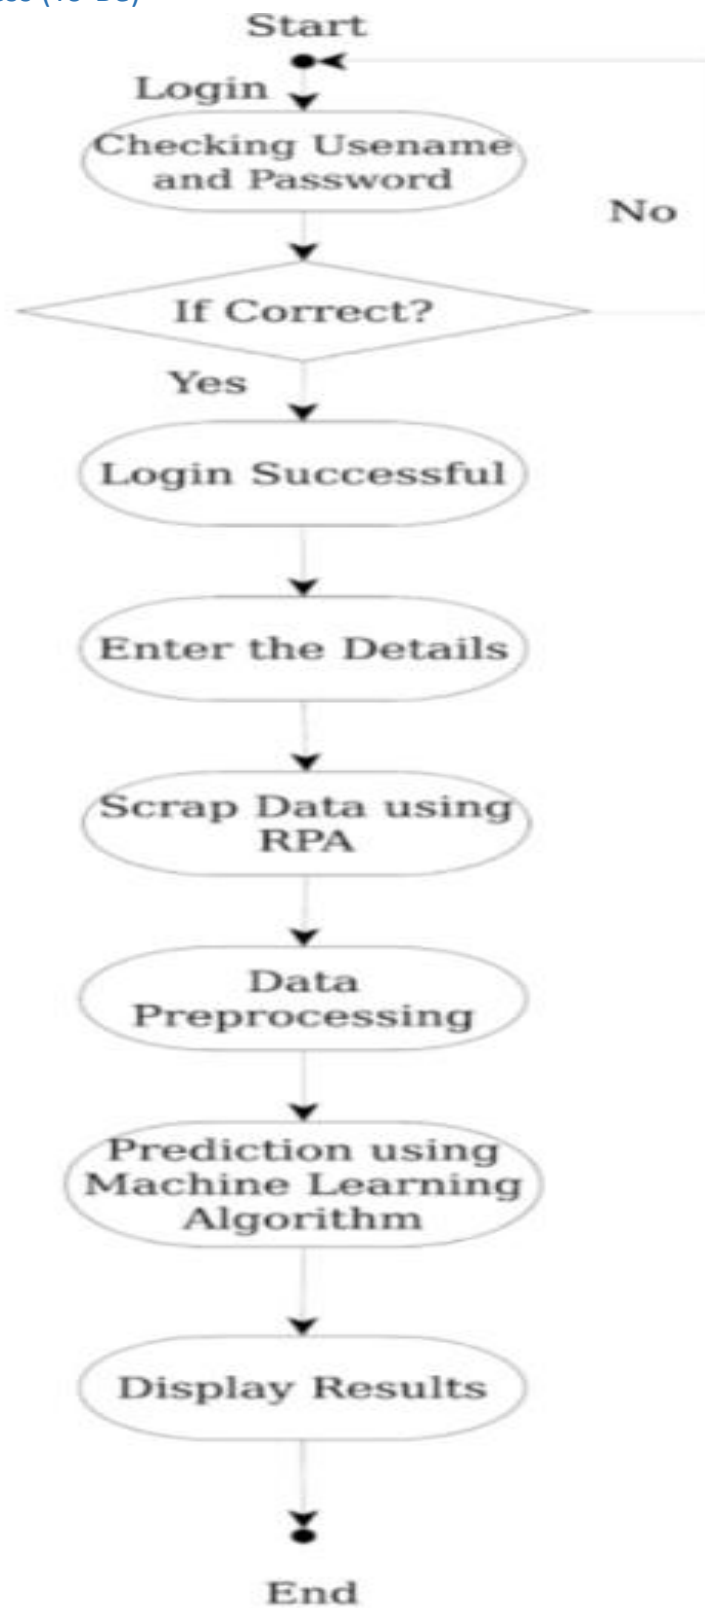 Start
Login
Checking Usename
and Password
No
If Correct?
Yes
Login Successful
Enter the Details
Scrap Data using
RPA
Data
Preprocessing
Prediction using
Machine Learning
Algorithm
Display Results
End